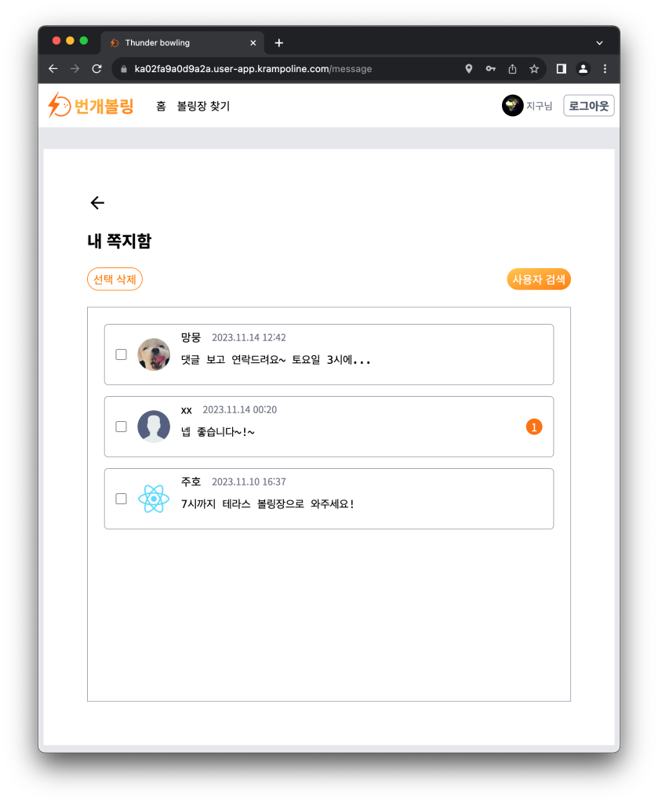 Thunder bowling
ka02fa9a0d9a2a.user-app.krampoline.com/message
번개볼링 홈 볼링장 찾기 지구님 로그아웃
내 쪽지함
선택 삭제 사용자 검색
망뭉 2023.11.14 12:42
댓글 보고 연락드려요~ 토요일 3시에...
xx 2023.11.14 00:20
넵 좋습니다~!~ 1
주호 2023.11.10 16:37
7시까지 테라스 볼링장으로 와주세요!